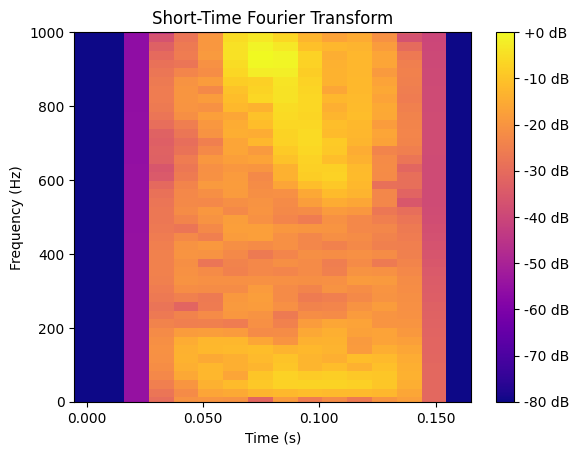 Short-Time Fourier Transform
1000
800
600
400
200
0
Frequency (Hz)
0.000
0.050
0.100
0.150
Time (s)
+0 dB
-10 dB
-20 dB
-30 dB
-40 dB
-50 dB
-60 dB
-70 dB
-80 dB